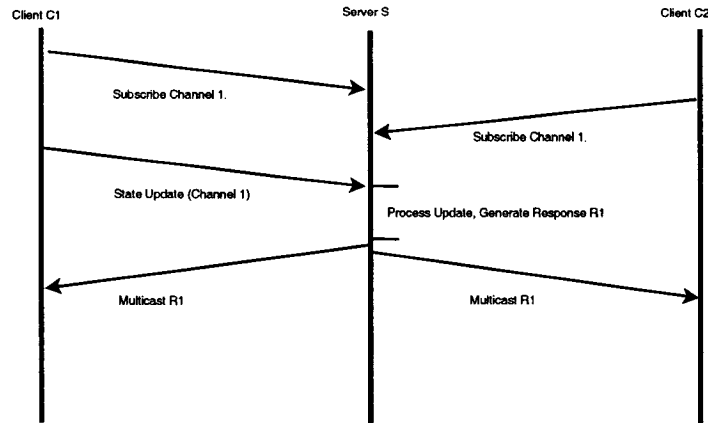 Client C1
Server S
Client C2
Subscribe Channel 1.
Subscribe Channel 1.
State Update (Channel 1)
Process Update, Generate Response R1
Multicast R1
Multicast R1